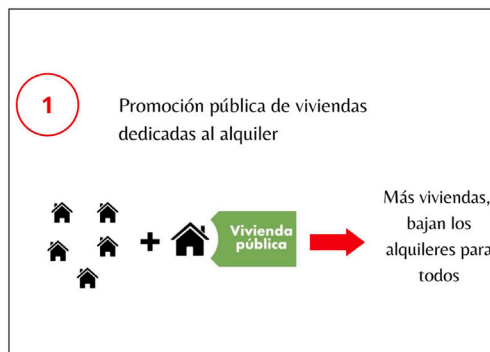 1
Promoción pública de viviendas
dedicadas al alquiler
Vivienda
pública
Más viviendas,
bajan los
alquileres para
todos